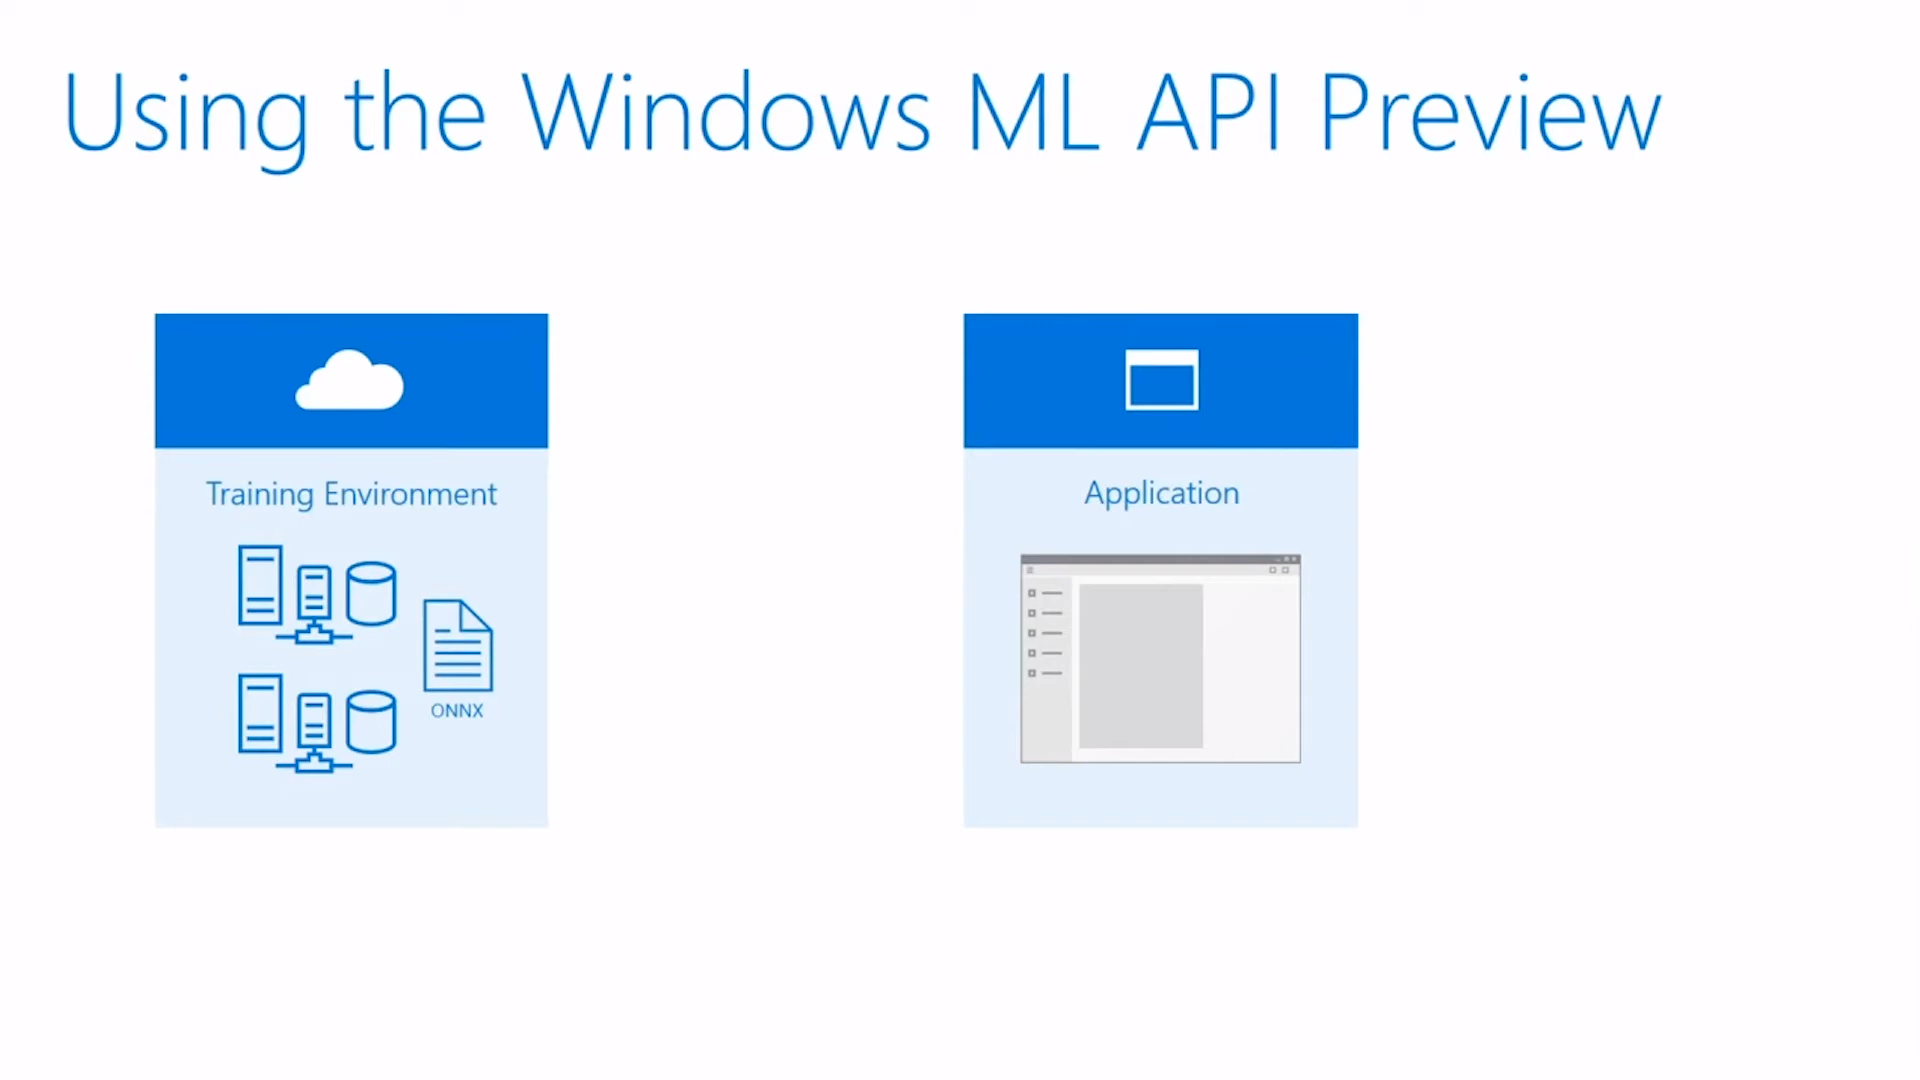 Using the Windows ML API Preview
Training Environment
ONNX
Application